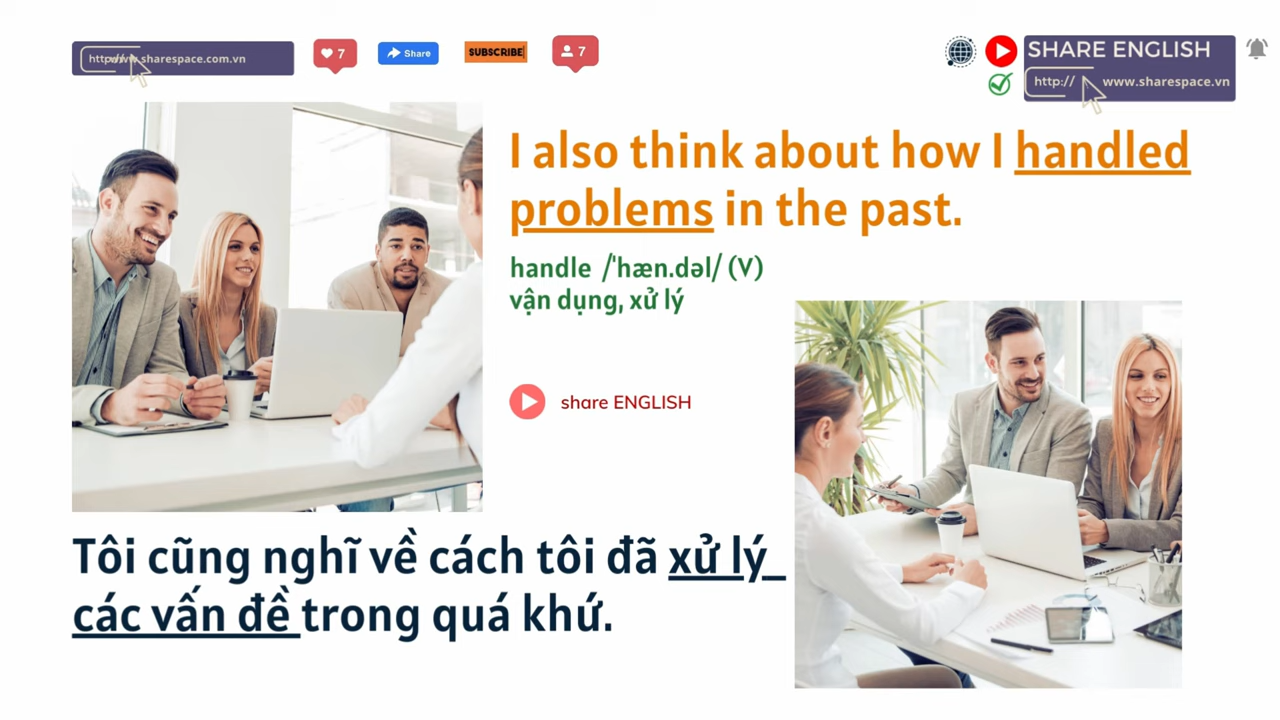 www.sharespace.com.vn
7
Share
SUBSCRIBE
7
SHARE ENGLISH
http:// www.sharespace.vn
I also think about how I handled
problems in the past.
handle /ˈhæn.dəl/ (V)
vận dụng, xử lý
share ENGLISH
Tôi cũng nghĩ về cách tôi đã xử lý
các vấn đề trong quá khứ.